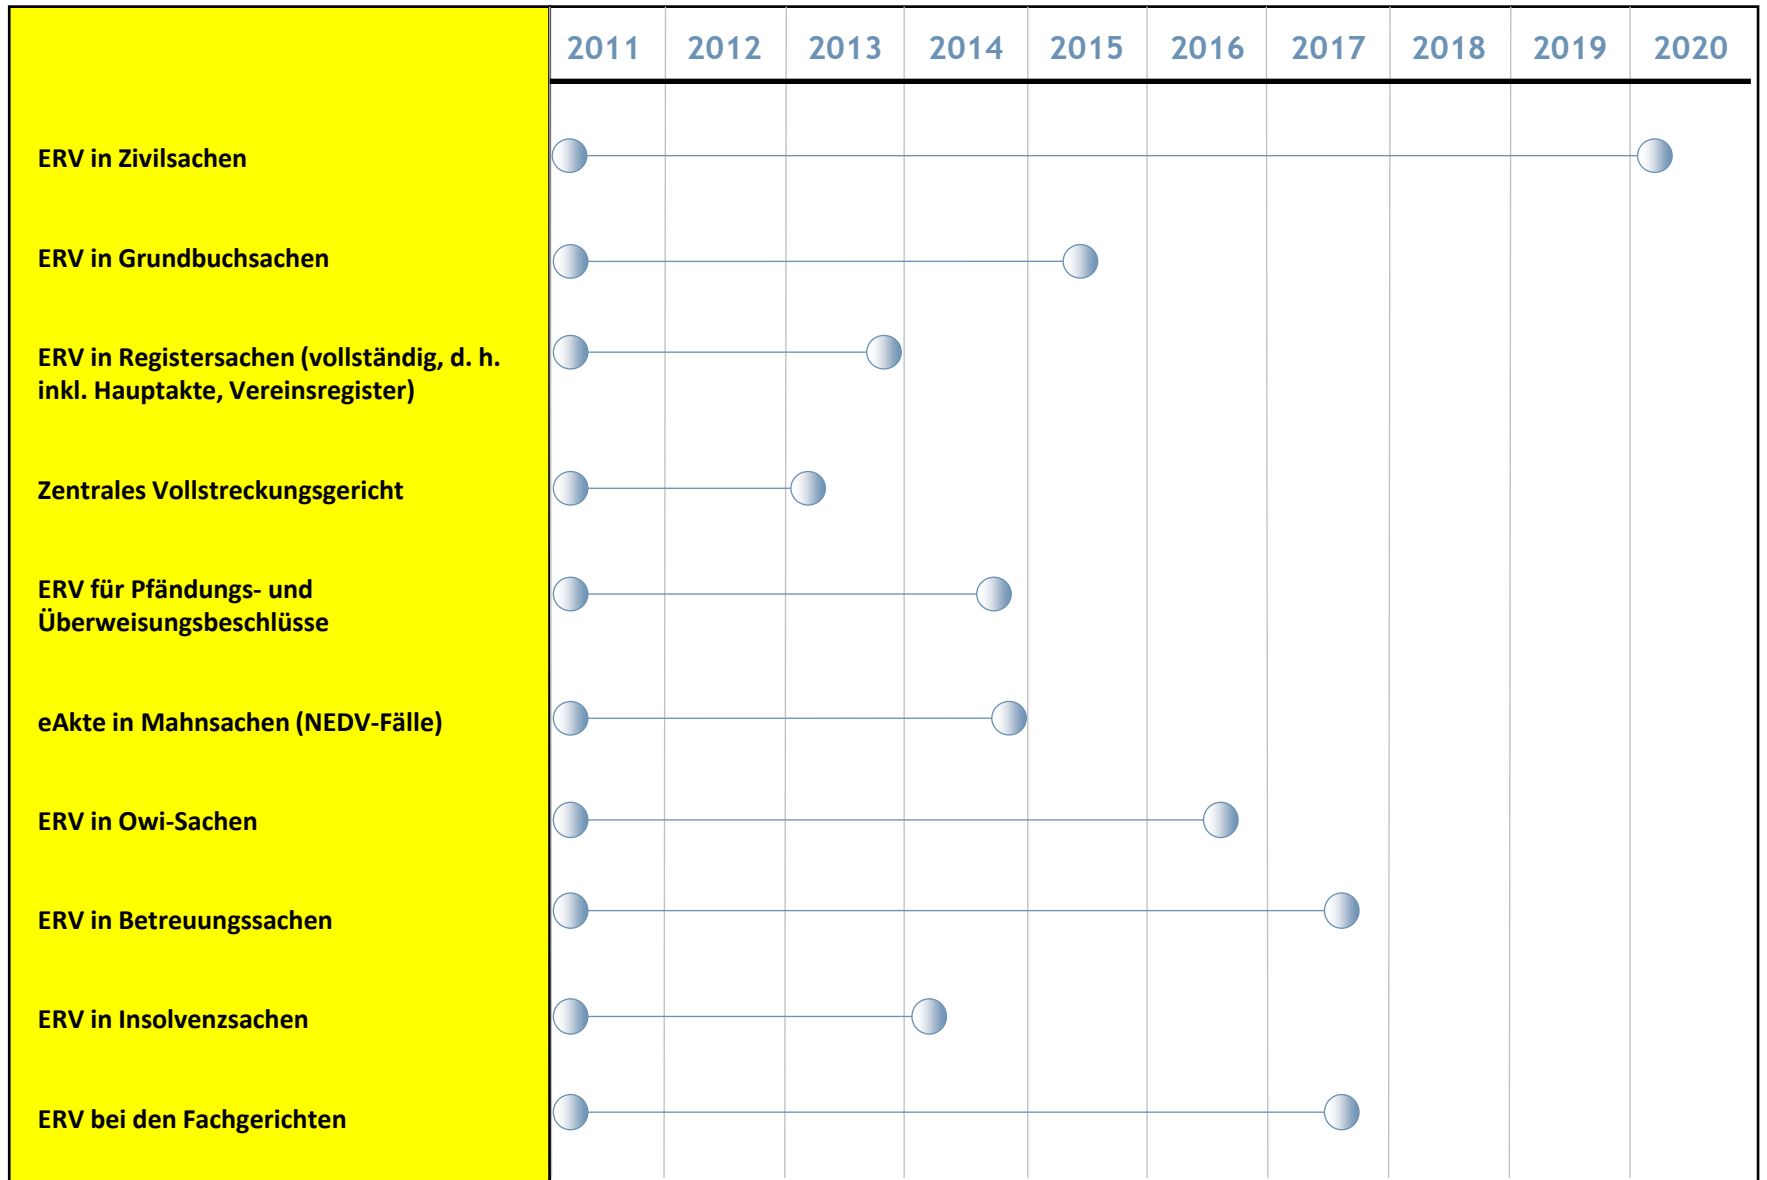 2011 2012 2013 2014 2015 2016 2017 2018 2019 2020
ERV in Zivilsachen
ERV in Grundbuchsachen
ERV in Registersachen (vollständig, d. h.
inkl. Hauptakte, Vereinsregister)
Zentrales Vollstreckungsgericht
ERV für Pfändungs- und
Überweisungsbeschlüsse
eAkte in Mahnsachen (NEDV-Fälle)
ERV in Owi-Sachen
ERV in Betreuungssachen
ERV in Insolvenzsachen
ERV bei den Fachgerichten